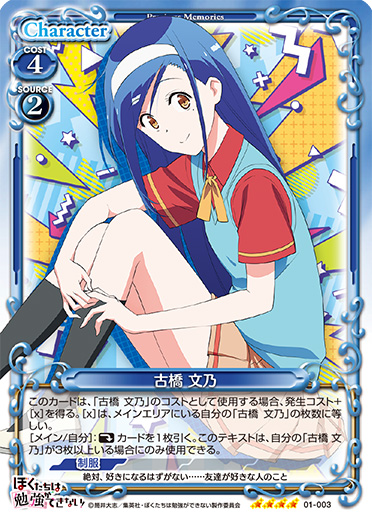 Precious Memories
Character
COST
4
SOURCE
2
古橋 文乃
このカードは、「古橋 文乃」のコストとして使用する場合、発生コスト+
[x]を得る。[x]は、メインエリアにいる自分の「古橋 文乃」の枚数に等
しい。
[メイン/自分]: カードを1枚引く。このテキストは、自分の「古橋 文
乃」が3枚以上いる場合にのみ使用できる。
制服
絶対、好きになるはずがない……友達が好きな人のこと
ぼくたちは
勉強ができない
©筒井大志/集英社・ぼくたちは勉強ができない製作委員会
01-003